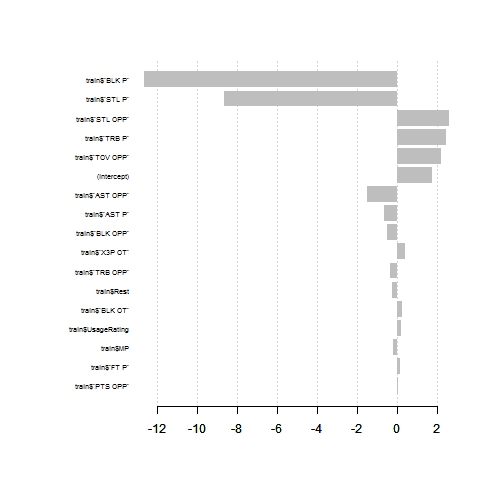 train$`BLK P`
train$`STL P`
train$`STL OPP`
train$`TRB P`
train$`TOV OPP`
(Intercept)
train$`AST OPP`
train$`AST P`
train$`BLK OPP`
train$`X3P OT`
train$`TRB OPP`
train$Rest
train$`BLK OT`
train$UsageRating
train$MP
train$`FT P`
train$`PTS OPP`
-12 -10 -8 -6 -4 -2 0 2